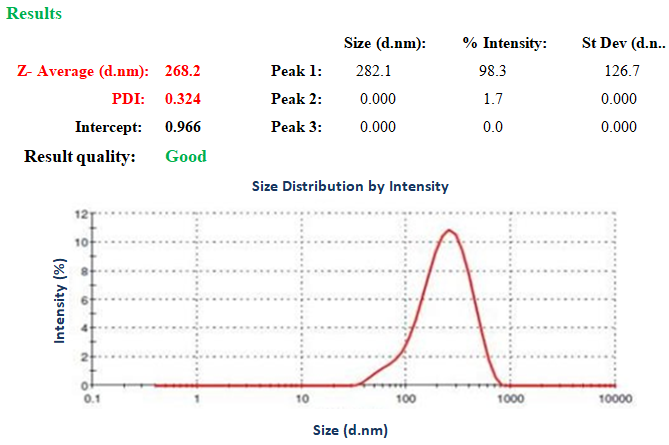 Results
Size (d.nm): % Intensity: St Dev (d.n..
Z- Average (d.nm): 268.2 Peak 1: 282.1 98.3 126.7
PDI: 0.324 Peak 2: 0.000 1.7 0.000
Intercept: 0.966 Peak 3: 0.000 0.0 0.000
Result quality: Good
Size Distribution by Intensity
Intensity (%)
12
10
8
6
4
2
0
0.1 1 10 100 1000 10000
Size (d.nm)